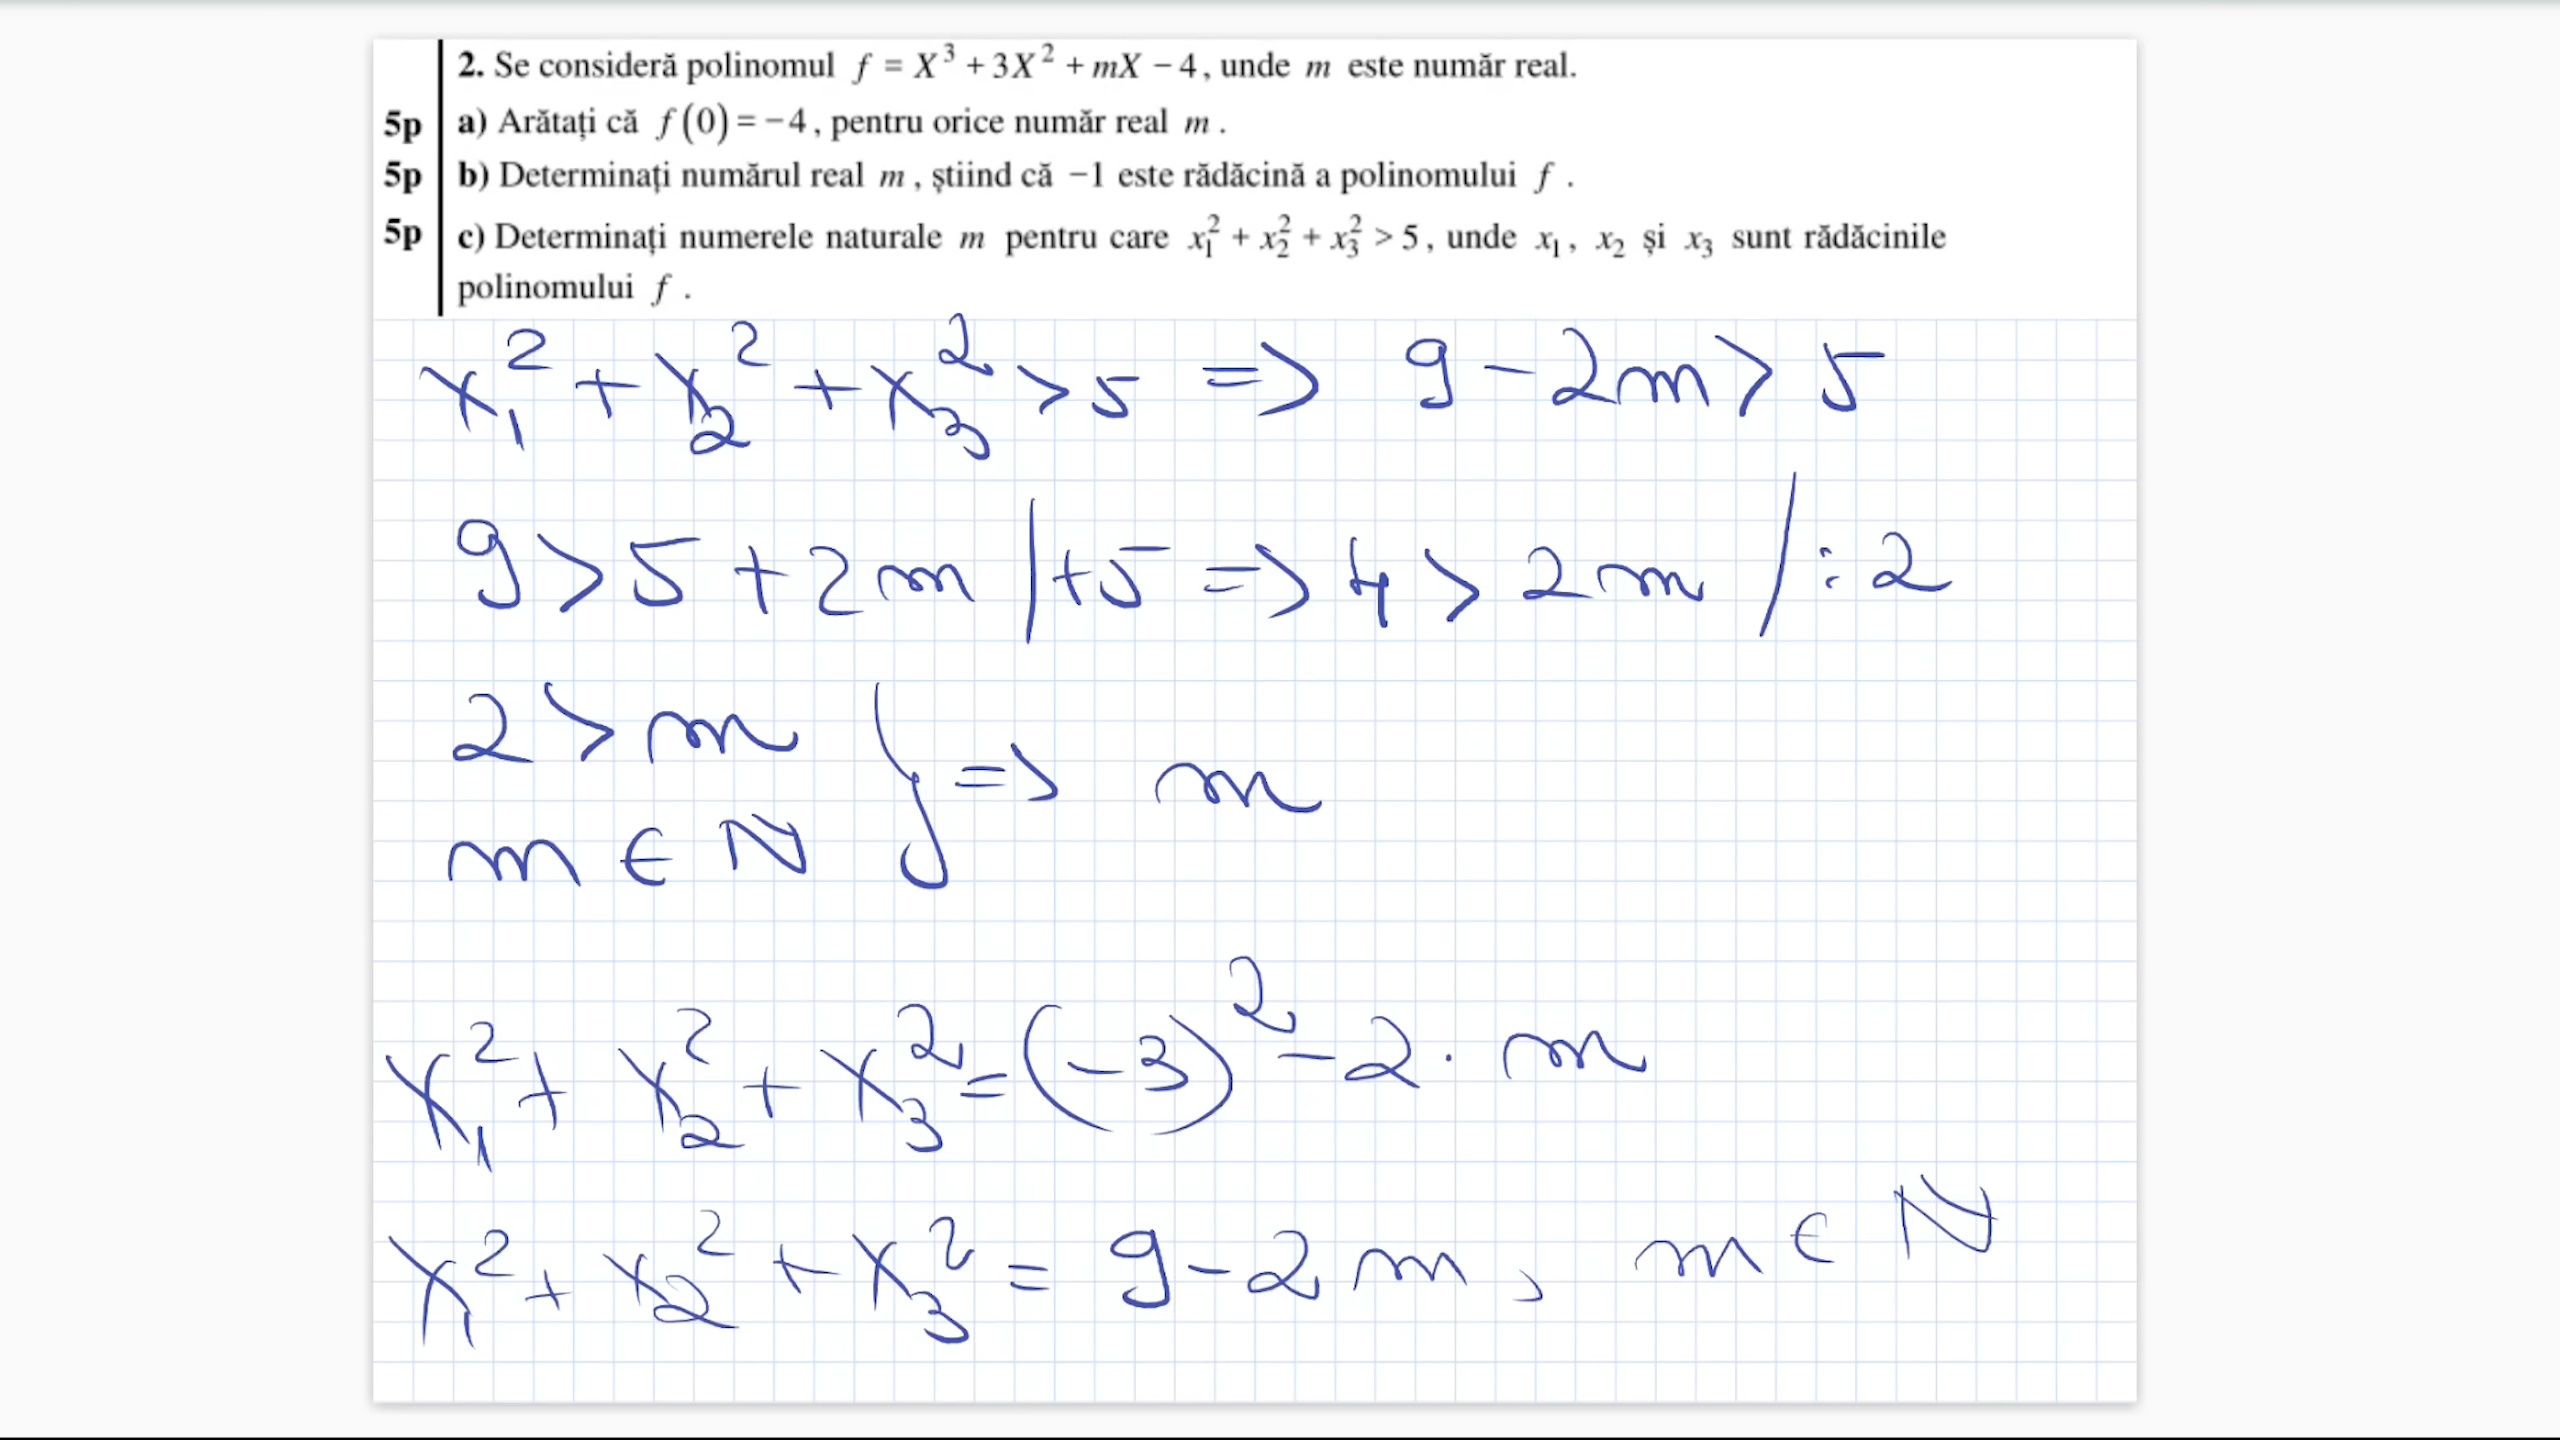 2. Se consideră polinomul f = X³ + 3X² + mX − 4, unde m este număr real.
5p a) Arătați că f(0) = −4, pentru orice număr real m.
5p b) Determinați numărul real m, știind că −1 este rădăcină a polinomului f.
5p c) Determinați numerele naturale m pentru care x₁² + x₂² + x₃² > 5, unde x₁, x₂ și x₃ sunt rădăcinile
polinomului f.
x₁² + x₂² + x₃² > 5 => 9 − 2m > 5
9 > 5 + 2m | +5 => 4 > 2m / : 2
2 > m } => m
m ∈ ℕ
x₁² + x₂² + x₃² = (−3)² − 2 · m
x₁² + x₂² + x₃² = 9 − 2m, m ∈ ℕ